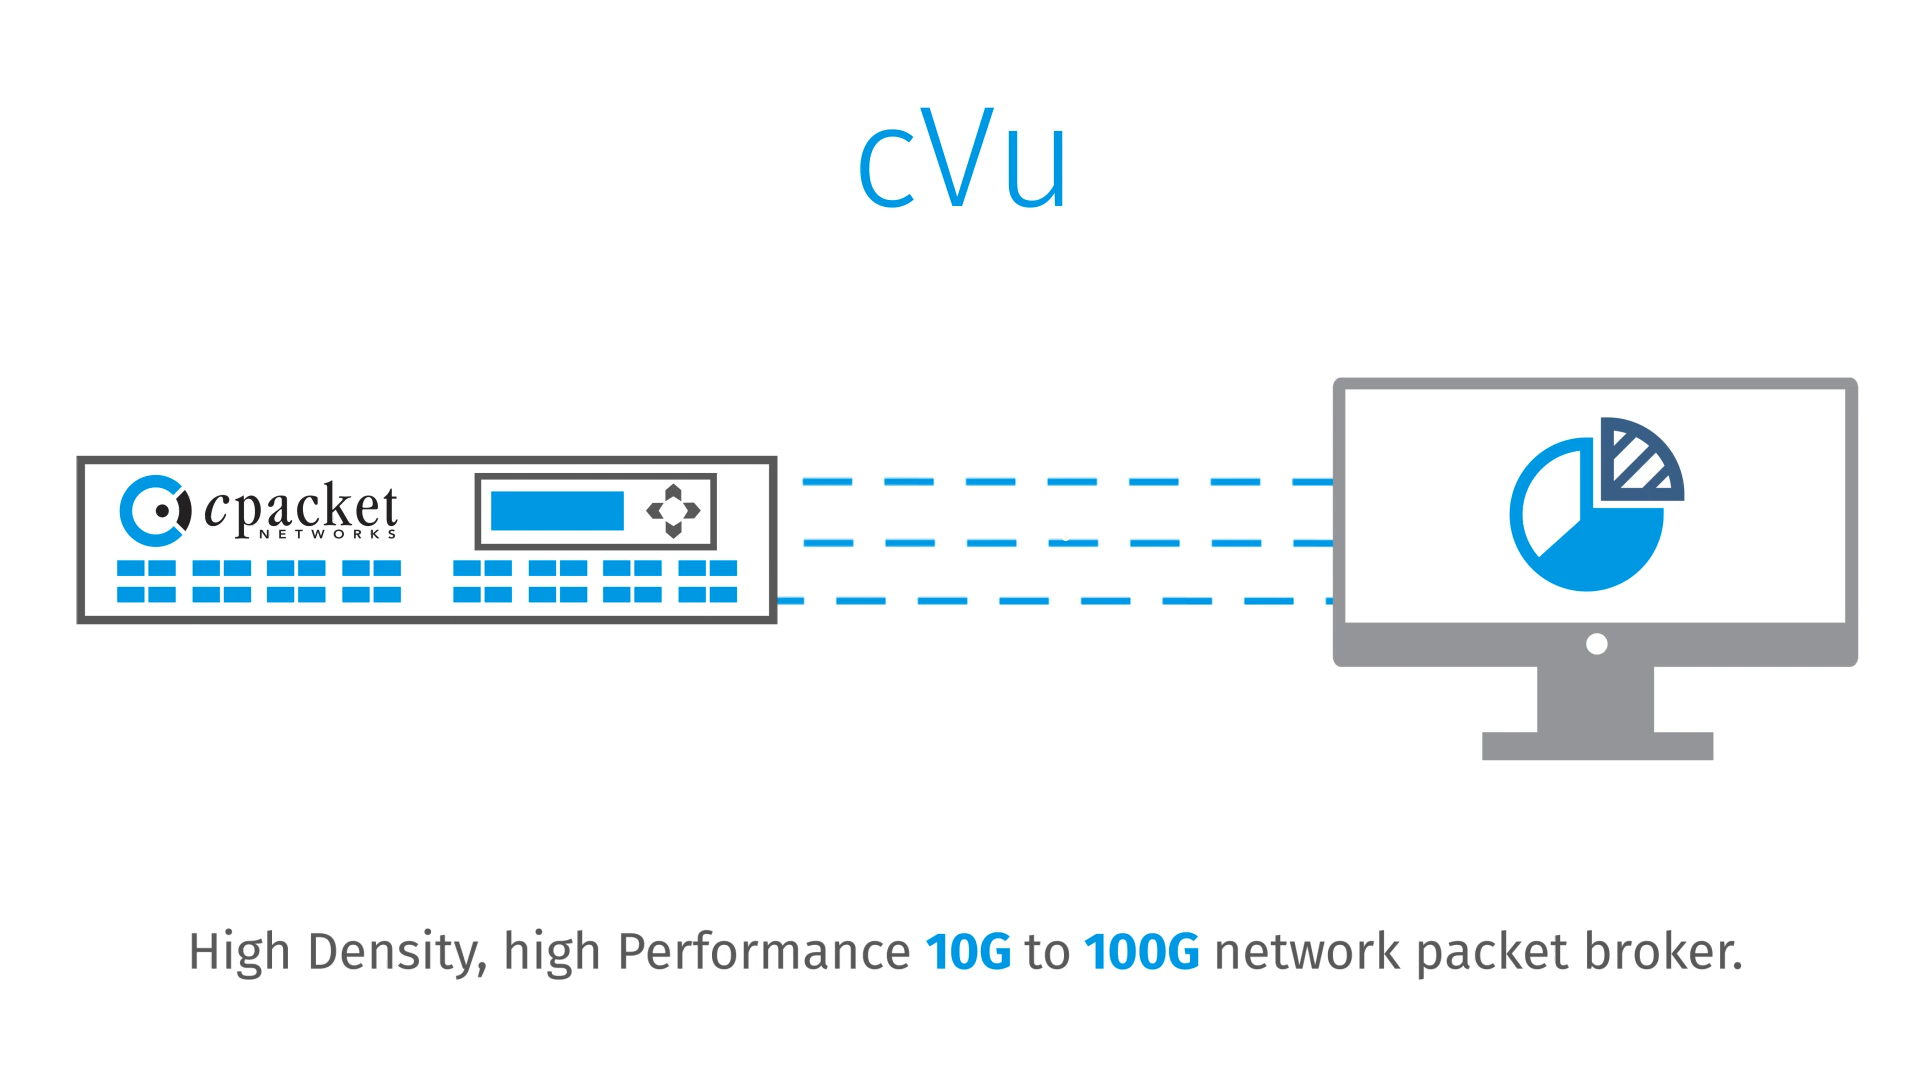 cVu
cpacket
NETWORKS
High Density, high Performance 10G to 100G network packet broker.